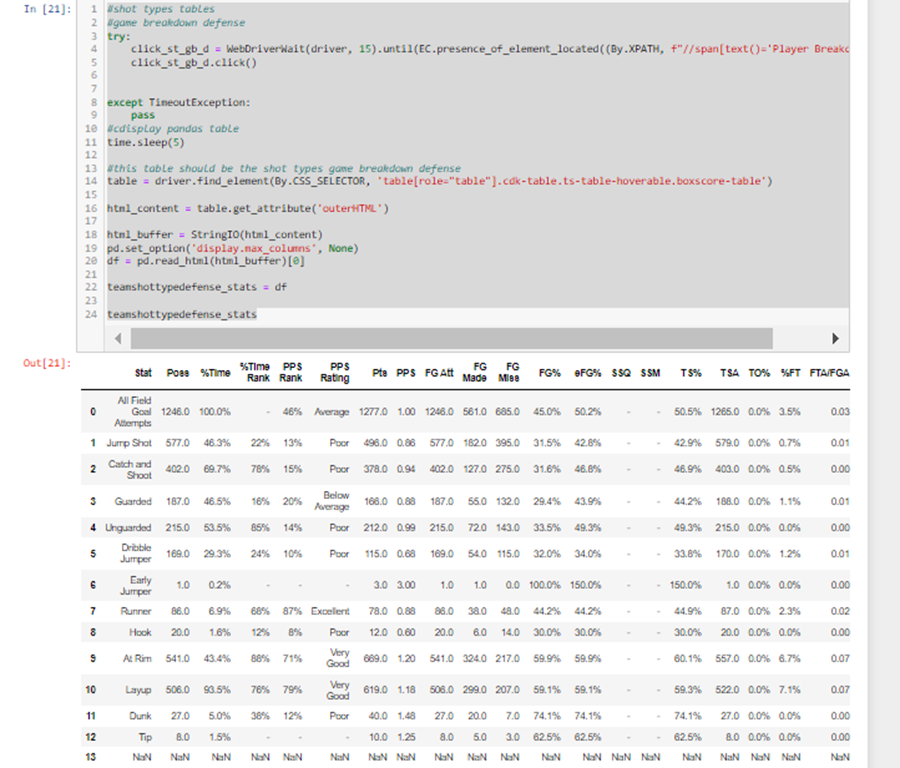 In [21]:
1 #shot types tables
2 #game breakdown defense
3 try:
4 click_st_gb_d = WebDriverWait(driver, 15).until(EC.presence_of_element_located((By.XPATH, f"//span[text()='Player Breakc
5 click_st_gb_d.click()
6
7
8 except TimeoutException:
9 pass
10 #cdisplay pandas table
11 time.sleep(5)
12
13 #this table should be the shot types game breakdown defense
14 table = driver.find_element(By.CSS_SELECTOR, 'table[role="table"].cdk-table.ts-table-hoverable.boxscore-table')
15
16 html_content = table.get_attribute('outerHTML')
17
18 html_buffer = StringIO(html_content)
19 pd.set_option('display.max_columns', None)
20 df = pd.read_html(html_buffer)[0]
21
22 teamshottypedefense_stats = df
23
24 teamshottypedefense_stats
Out[21]:
Stat Poss %Time %Time Rank PPS Rank PPS Rating Pts PPS FG Att FG Made FG Miss FG% eFG% SSQ SSM TS% TSA TO% %FT FTA/FGA
0 All Field Goal Attempts 1246.0 100.0% - 46% Average 1277.0 1.00 1246.0 561.0 685.0 45.0% 50.2% - - 50.5% 1265.0 0.0% 3.5% 0.03
1 Jump Shot 577.0 46.3% 22% 13% Poor 496.0 0.86 577.0 182.0 395.0 31.5% 42.8% - - 42.9% 579.0 0.0% 0.7% 0.01
2 Catch and Shoot 402.0 69.7% 78% 15% Poor 378.0 0.94 402.0 127.0 275.0 31.6% 46.8% - - 46.9% 403.0 0.0% 0.5% 0.00
3 Guarded 187.0 46.5% 16% 20% Below Average 166.0 0.88 187.0 55.0 132.0 29.4% 43.9% - - 44.2% 188.0 0.0% 1.1% 0.01
4 Unguarded 215.0 53.5% 85% 14% Poor 212.0 0.99 215.0 72.0 143.0 33.5% 49.3% - - 49.3% 215.0 0.0% 0.0% 0.00
5 Dribble Jumper 169.0 29.3% 24% 10% Poor 115.0 0.68 169.0 54.0 115.0 32.0% 34.0% - - 33.8% 170.0 0.0% 1.2% 0.01
6 Early Jumper 1.0 0.2% - - - 3.0 3.00 1.0 1.0 0.0 100.0% 150.0% - - 150.0% 1.0 0.0% 0.0% 0.00
7 Runner 86.0 6.9% 68% 87% Excellent 78.0 0.88 86.0 38.0 48.0 44.2% 44.2% - - 44.9% 87.0 0.0% 2.3% 0.02
8 Hook 20.0 1.6% 12% 8% Poor 12.0 0.60 20.0 6.0 14.0 30.0% 30.0% - - 30.0% 20.0 0.0% 0.0% 0.00
9 At Rim 541.0 43.4% 88% 71% Very Good 669.0 1.20 541.0 324.0 217.0 59.9% 59.9% - - 60.1% 557.0 0.0% 6.7% 0.07
10 Layup 506.0 93.5% 76% 79% Very Good 619.0 1.18 506.0 299.0 207.0 59.1% 59.1% - - 59.3% 522.0 0.0% 7.1% 0.07
11 Dunk 27.0 5.0% 38% 12% Poor 40.0 1.48 27.0 20.0 7.0 74.1% 74.1% - - 74.1% 27.0 0.0% 0.0% 0.00
12 Tip 8.0 1.5% - - - 10.0 1.25 8.0 5.0 3.0 62.5% 62.5% - - 62.5% 8.0 0.0% 0.0% 0.00
13 NaN NaN NaN NaN NaN NaN NaN NaN NaN NaN NaN NaN NaN NaN NaN NaN NaN NaN NaN NaN